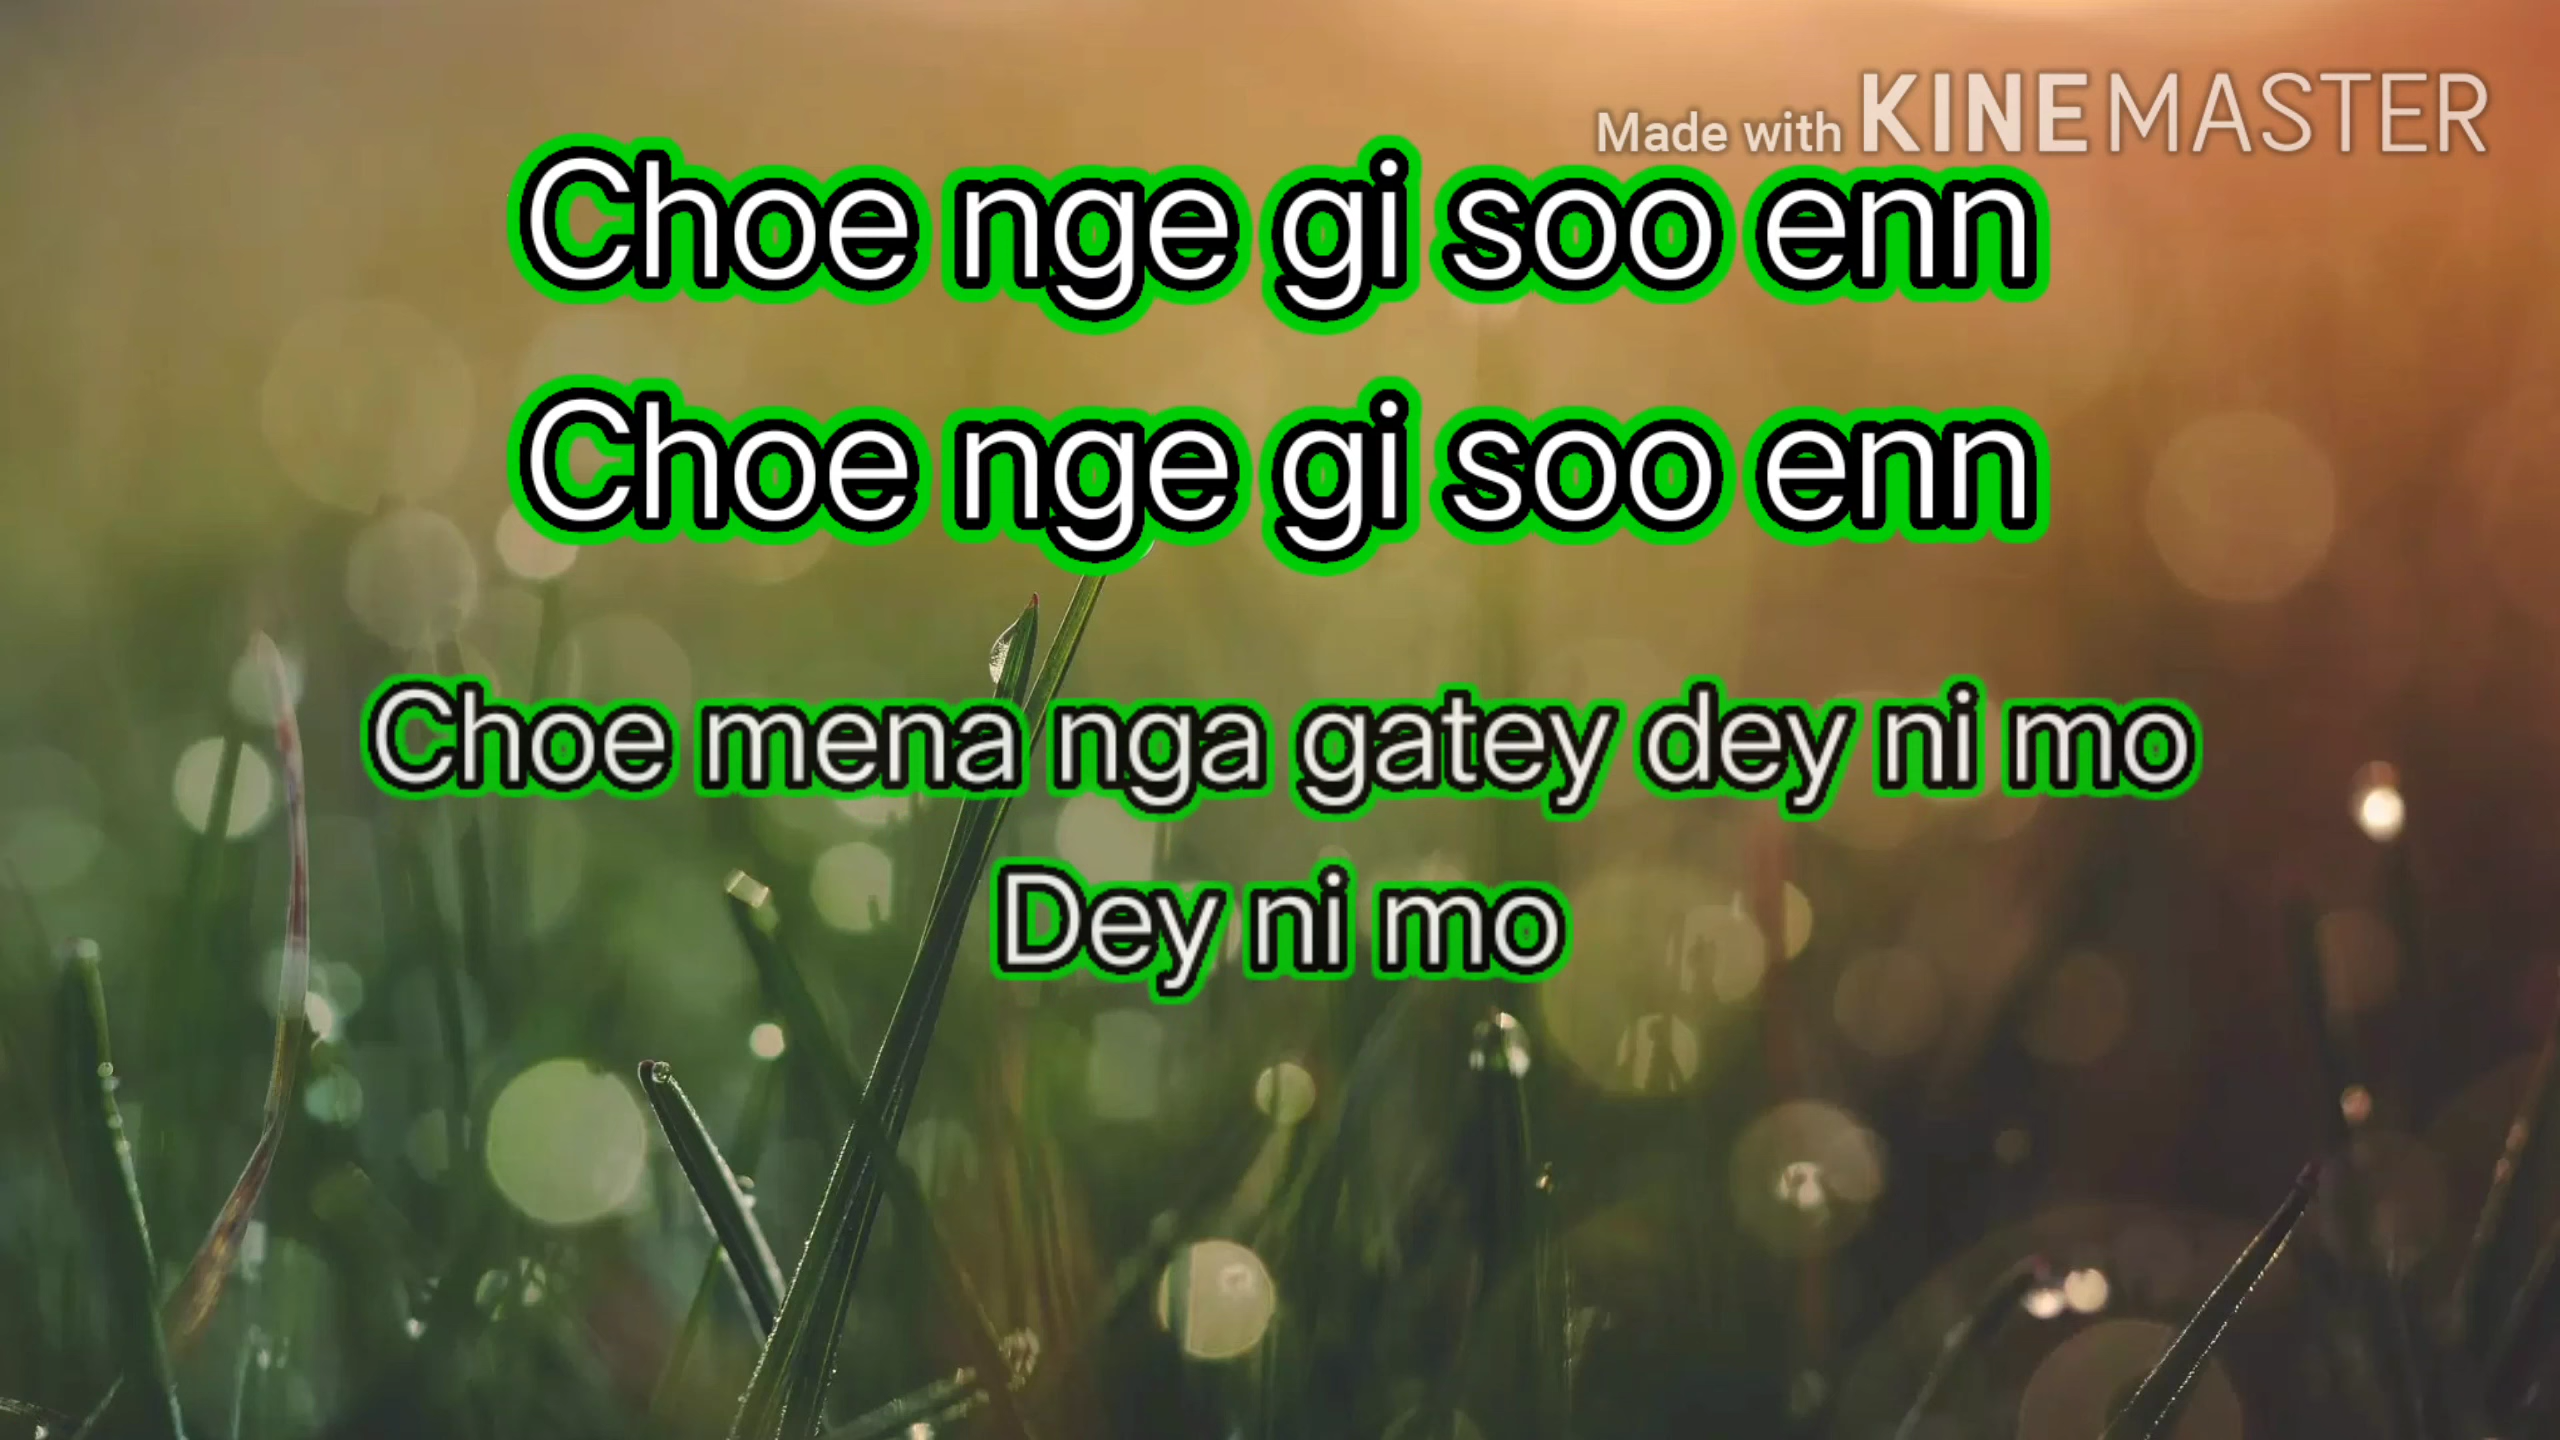 Made with KINEMASTER
Choe nge gi soo enn
Choe nge gi soo enn
Choe mena nga gatey dey ni mo
Dey ni mo